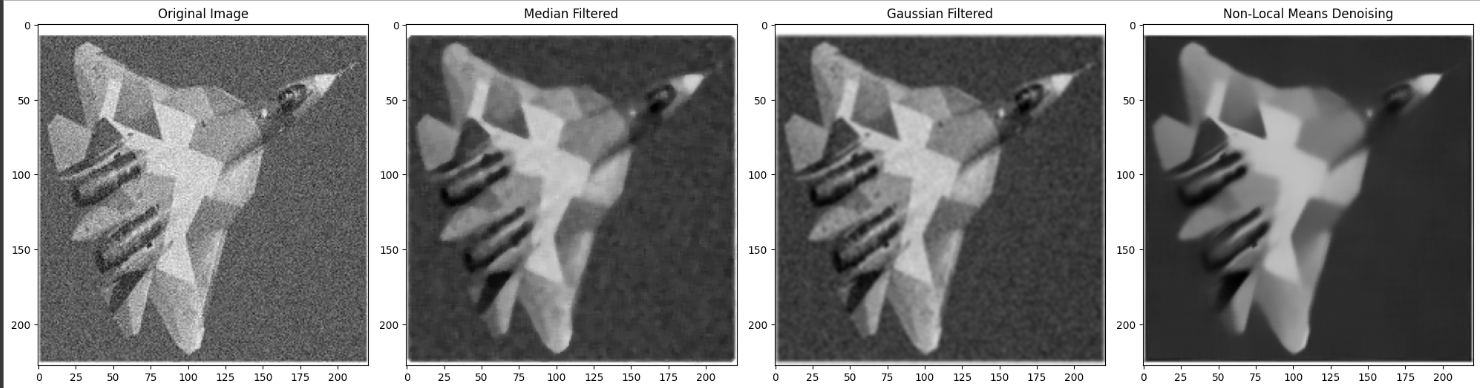 Original Image Median Filtered Gaussian Filtered Non-Local Means Denoising
0 0 0 0
50 50 50 50
100 100 100 100
150 150 150 150
200 200 200 200
0 25 50 75 100 125 150 175 200 0 25 50 75 100 125 150 175 200 0 25 50 75 100 125 150 175 200 0 25 50 75 100 125 150 175 200